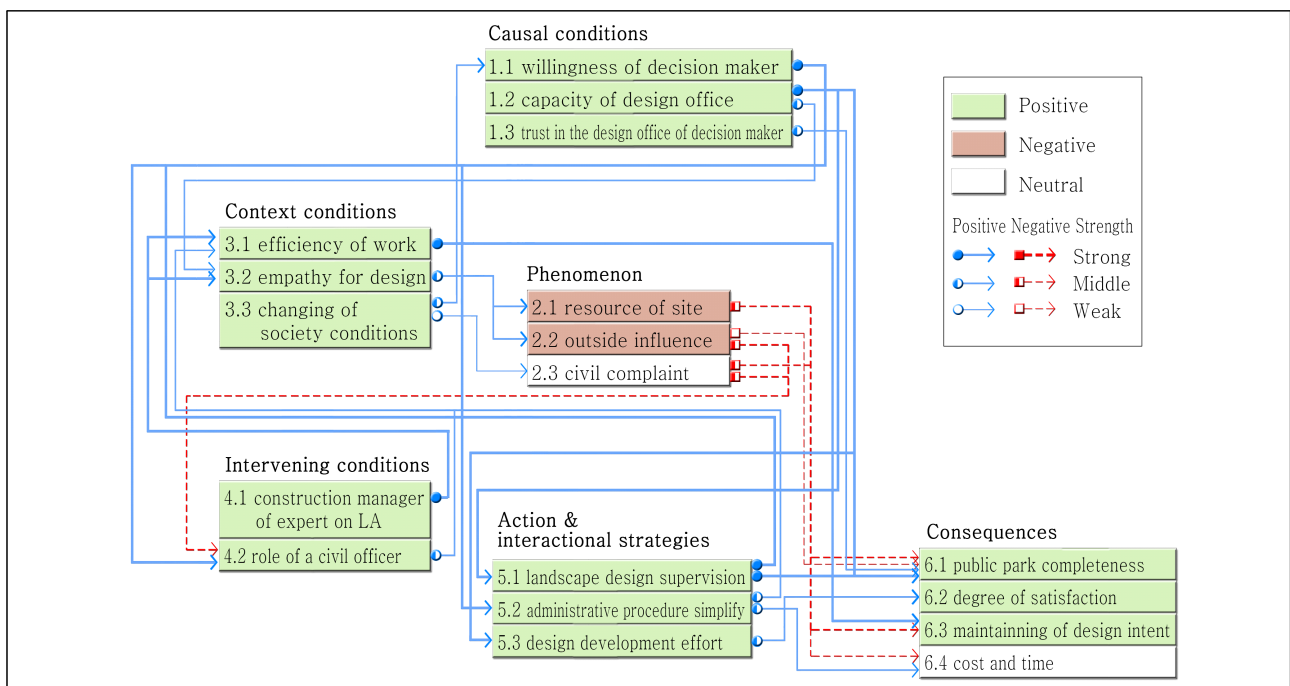 Causal conditions
1.1 willingness of decision maker
1.2 capacity of design office
1.3 trust in the design office of decision maker
Positive
Negative
Neutral
Positive Negative Strength
Strong
Middle
Weak
Context conditions
3.1 efficiency of work
3.2 empathy for design
3.3 changing of
society conditions
Phenomenon
2.1 resource of site
2.2 outside influence
2.3 civil complaint
Intervening conditions
4.1 construction manager
of expert on LA
4.2 role of a civil officer
Action &
interactional strategies
5.1 landscape design supervision
5.2 administrative procedure simplify
5.3 design development effort
Consequences
6.1 public park completeness
6.2 degree of satisfaction
6.3 maintainning of design intent
6.4 cost and time